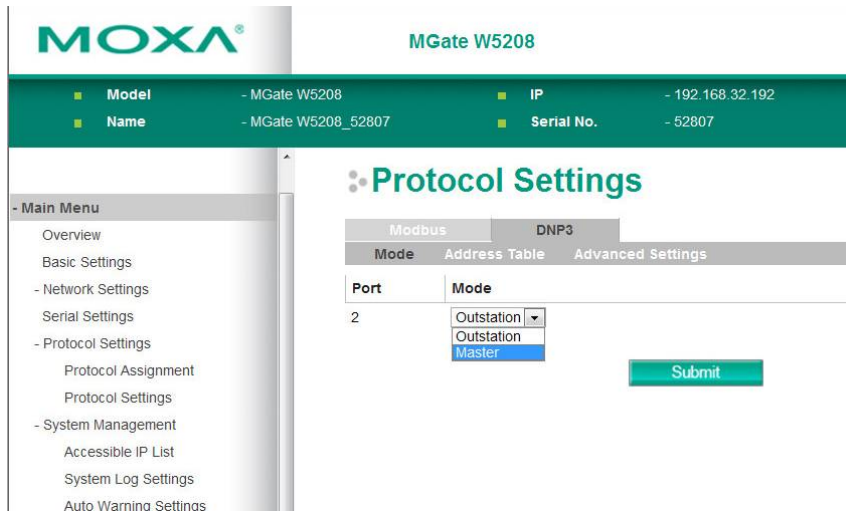 MOXA®
MGate W5208
Model - MGate W5208 IP - 192.168.32.192
Name - MGate W5208_52807 Serial No. - 52807
Protocol Settings
- Main Menu
Overview
Basic Settings
- Network Settings
Serial Settings
- Protocol Settings
Protocol Assignment
Protocol Settings
- System Management
Accessible IP List
System Log Settings
Auto Warning Settings
Modbus DNP3
Mode Address Table Advanced Settings
Port Mode
2 Outstation
Outstation
Master
Submit